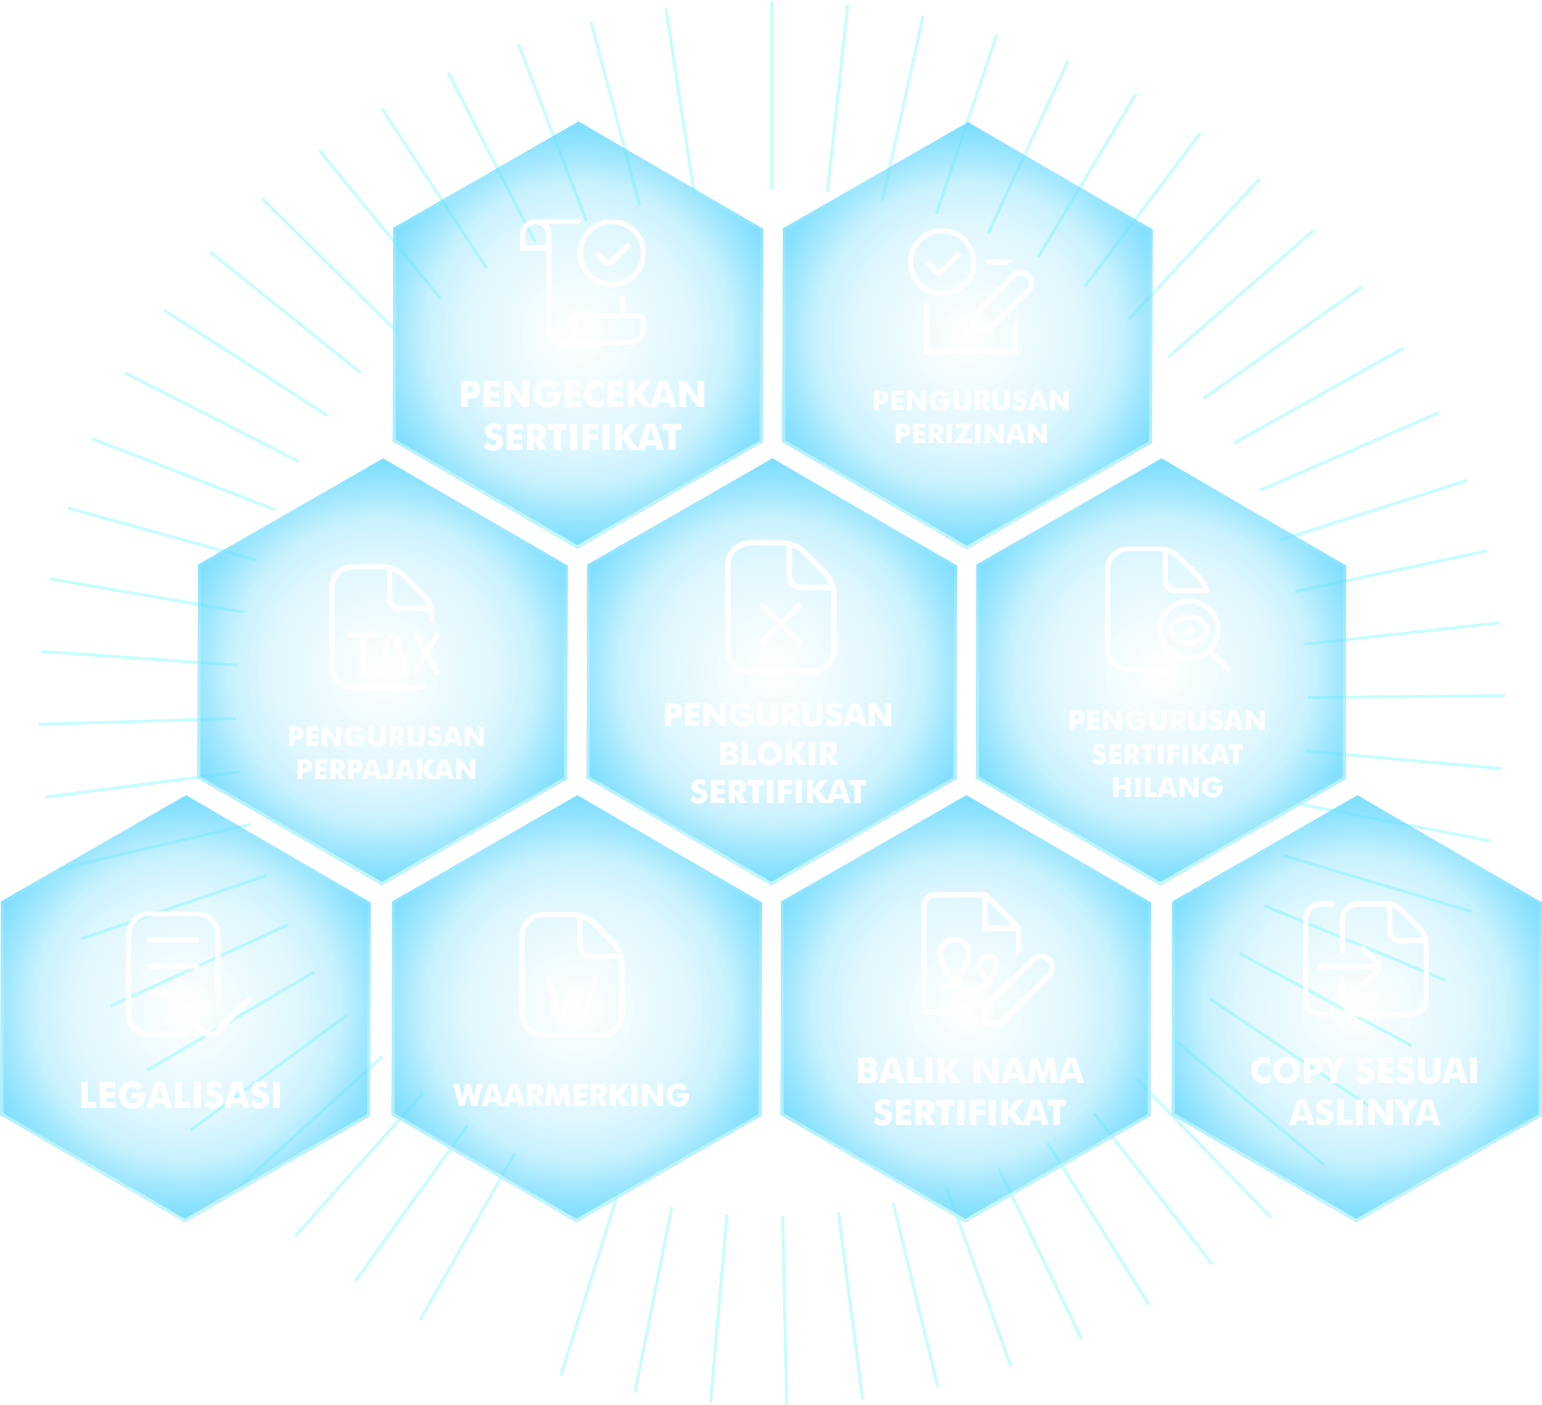 PENGECEKAN
SERTIFIKAT
PENGURUSAN
PERIZINAN
TAX
PENGURUSAN
PERPAJAKAN
PENGURUSAN
BLOKIR
SERTIFIKAT
PENGURUSAN
SERTIFIKAT
HILANG
LEGALISASI
W
WAARMERKING
BALIK NAMA
SERTIFIKAT
COPY SESUAI
ASLINYA